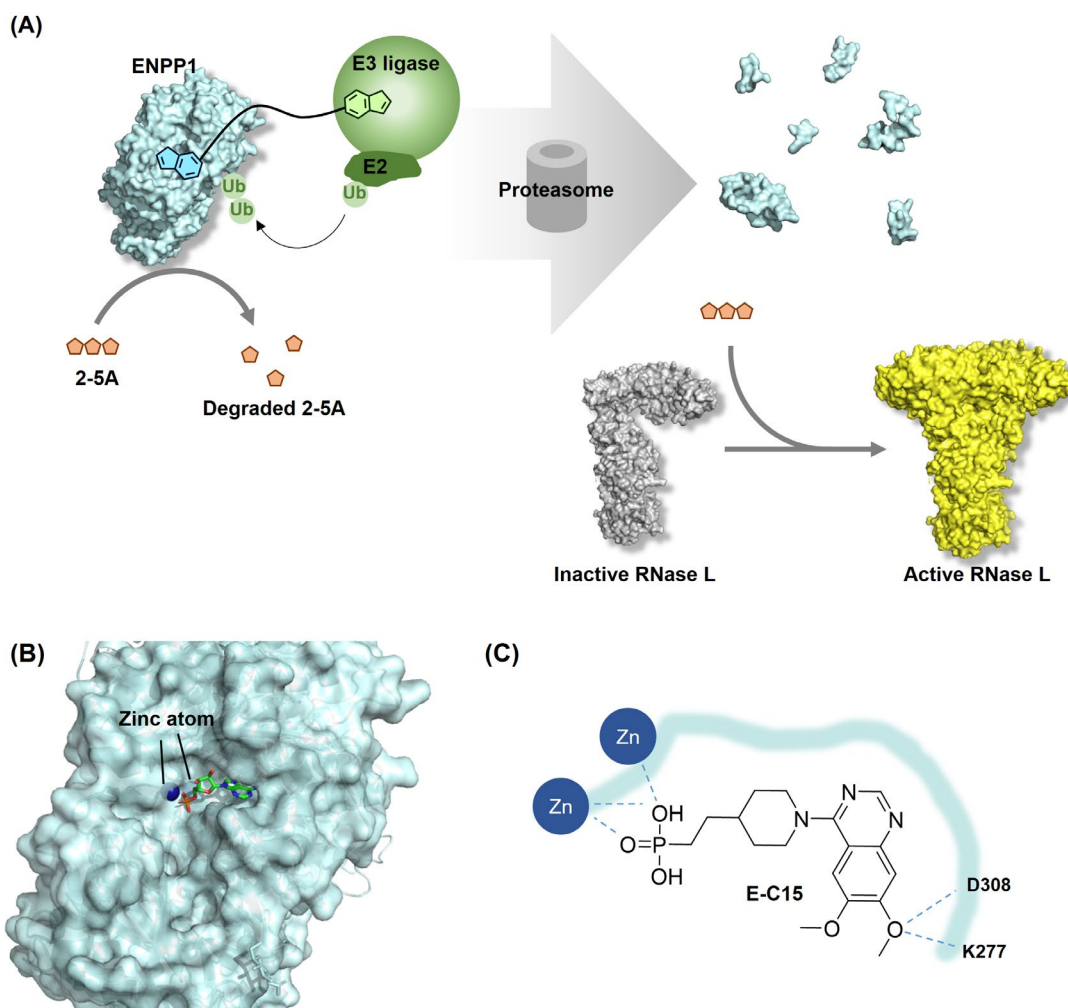 (A)
ENPP1
E3 ligase
E2
Ub
Ub
Ub
Proteasome
2-5A
Degraded 2-5A
Inactive RNase L
Active RNase L
(B)
Zinc atom
(C)
Zn
Zn
OH
O=P
OH
N
N
N
E-C15
O
O
D308
K277